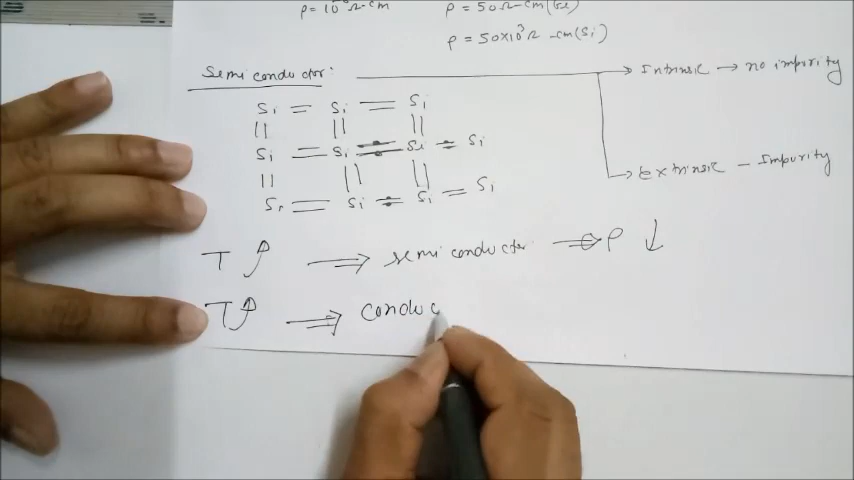 ρ = 50 Ω-cm (Ge)
ρ = 50×10³ Ω -cm (Si)
Semiconductor: → Intrinsic → no impurity
Si = Si = Si
|| || ||
Si = Si = Si = Si
|| || ||
Si = Si = Si = Si
→ Extrinsic - Impurity
T ↑ ⇒ semiconductor ⇒ ρ ↓
T ↑ ⇒ conduc